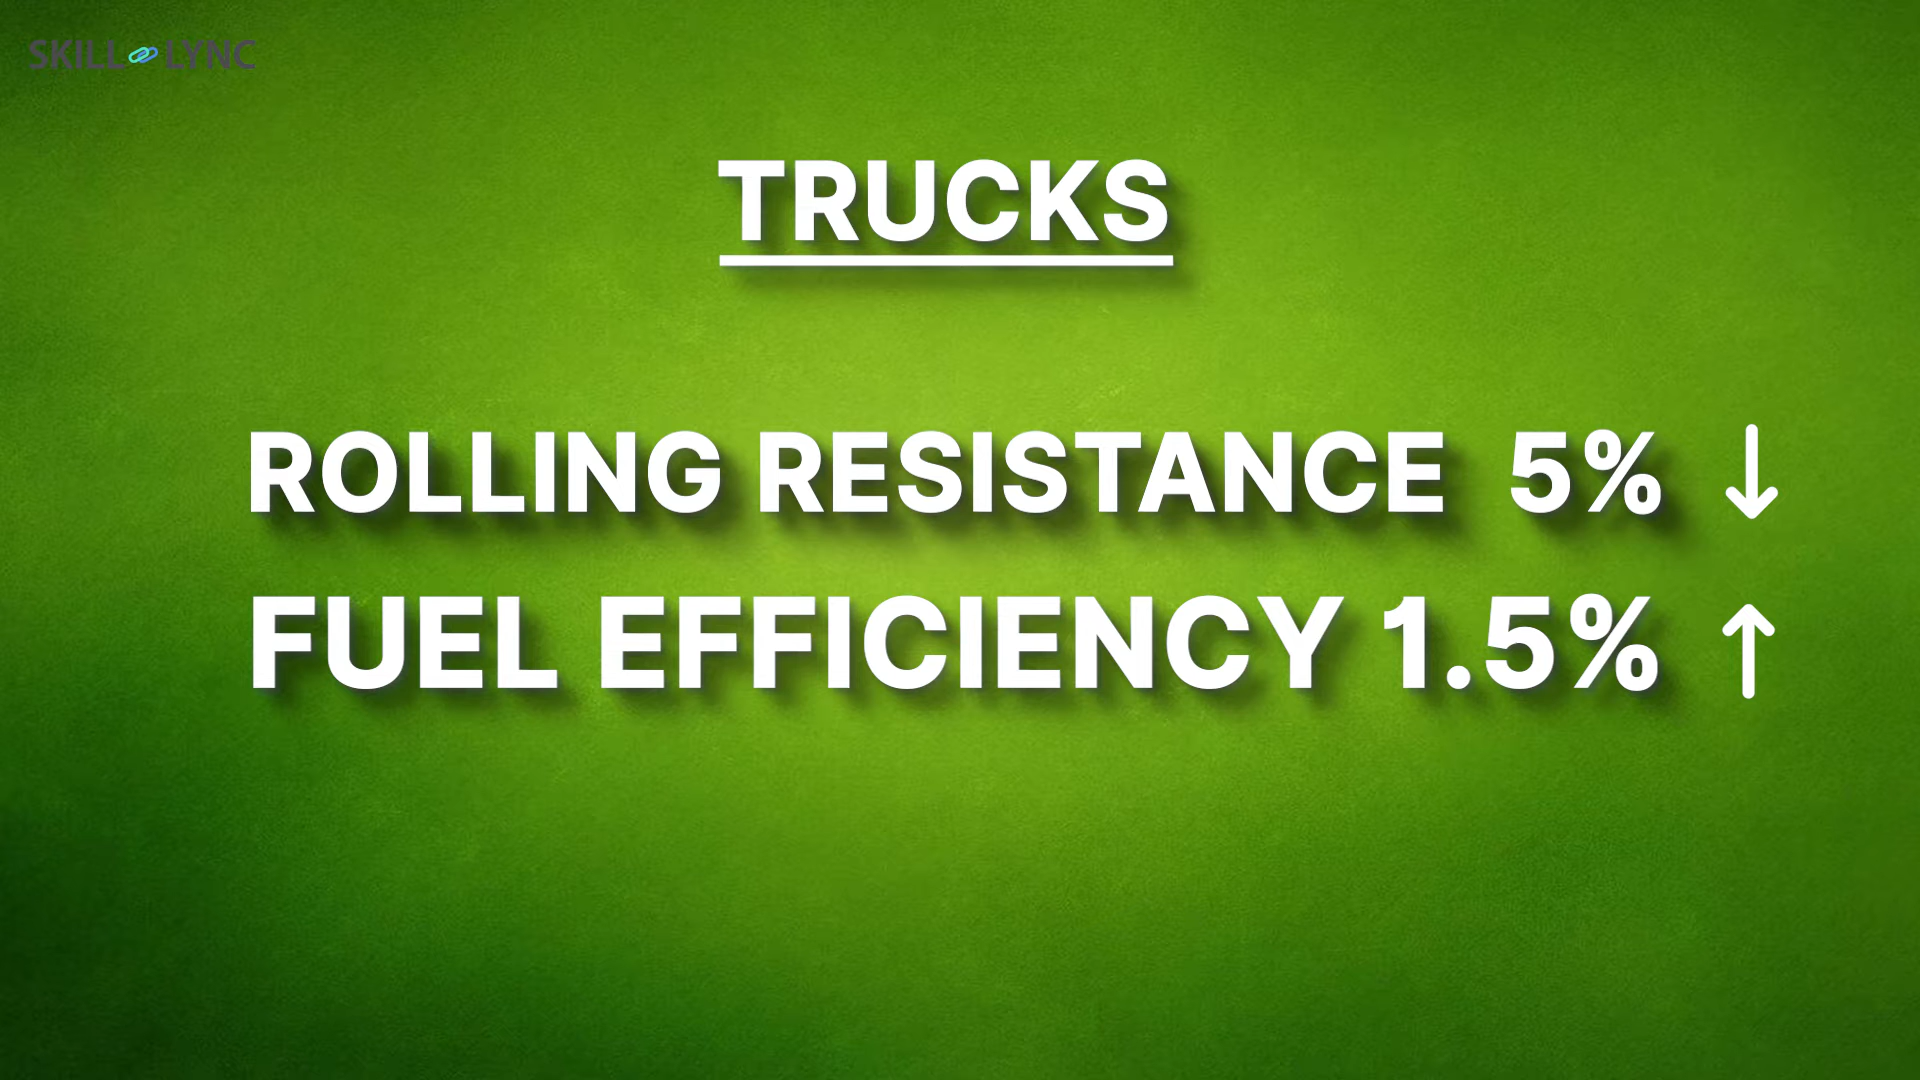 SKILL LYNC
TRUCKS
ROLLING RESISTANCE 5% ↓
FUEL EFFICIENCY 1.5% ↑